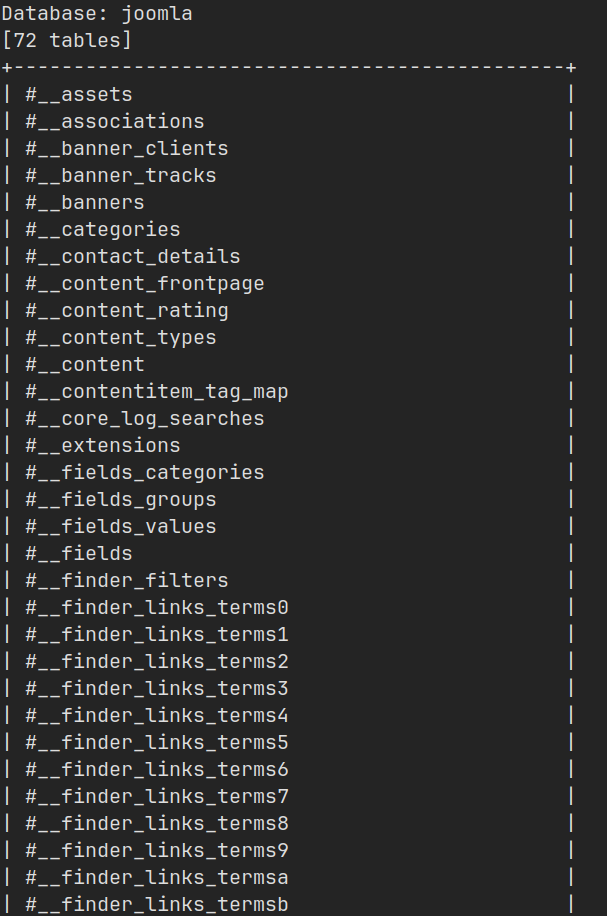 Database: joomla
[72 tables]
+----------------------------------------------+
| #__assets                                    |
| #__associations                              |
| #__banner_clients                            |
| #__banner_tracks                             |
| #__banners                                   |
| #__categories                                |
| #__contact_details                           |
| #__content_frontpage                         |
| #__content_rating                            |
| #__content_types                             |
| #__content                                   |
| #__contentitem_tag_map                       |
| #__core_log_searches                         |
| #__extensions                                |
| #__fields_categories                         |
| #__fields_groups                             |
| #__fields_values                             |
| #__fields                                    |
| #__finder_filters                            |
| #__finder_links_terms0                       |
| #__finder_links_terms1                       |
| #__finder_links_terms2                       |
| #__finder_links_terms3                       |
| #__finder_links_terms4                       |
| #__finder_links_terms5                       |
| #__finder_links_terms6                       |
| #__finder_links_terms7                       |
| #__finder_links_terms8                       |
| #__finder_links_terms9                       |
| #__finder_links_termsa                       |
| #__finder_links_termsb                       |